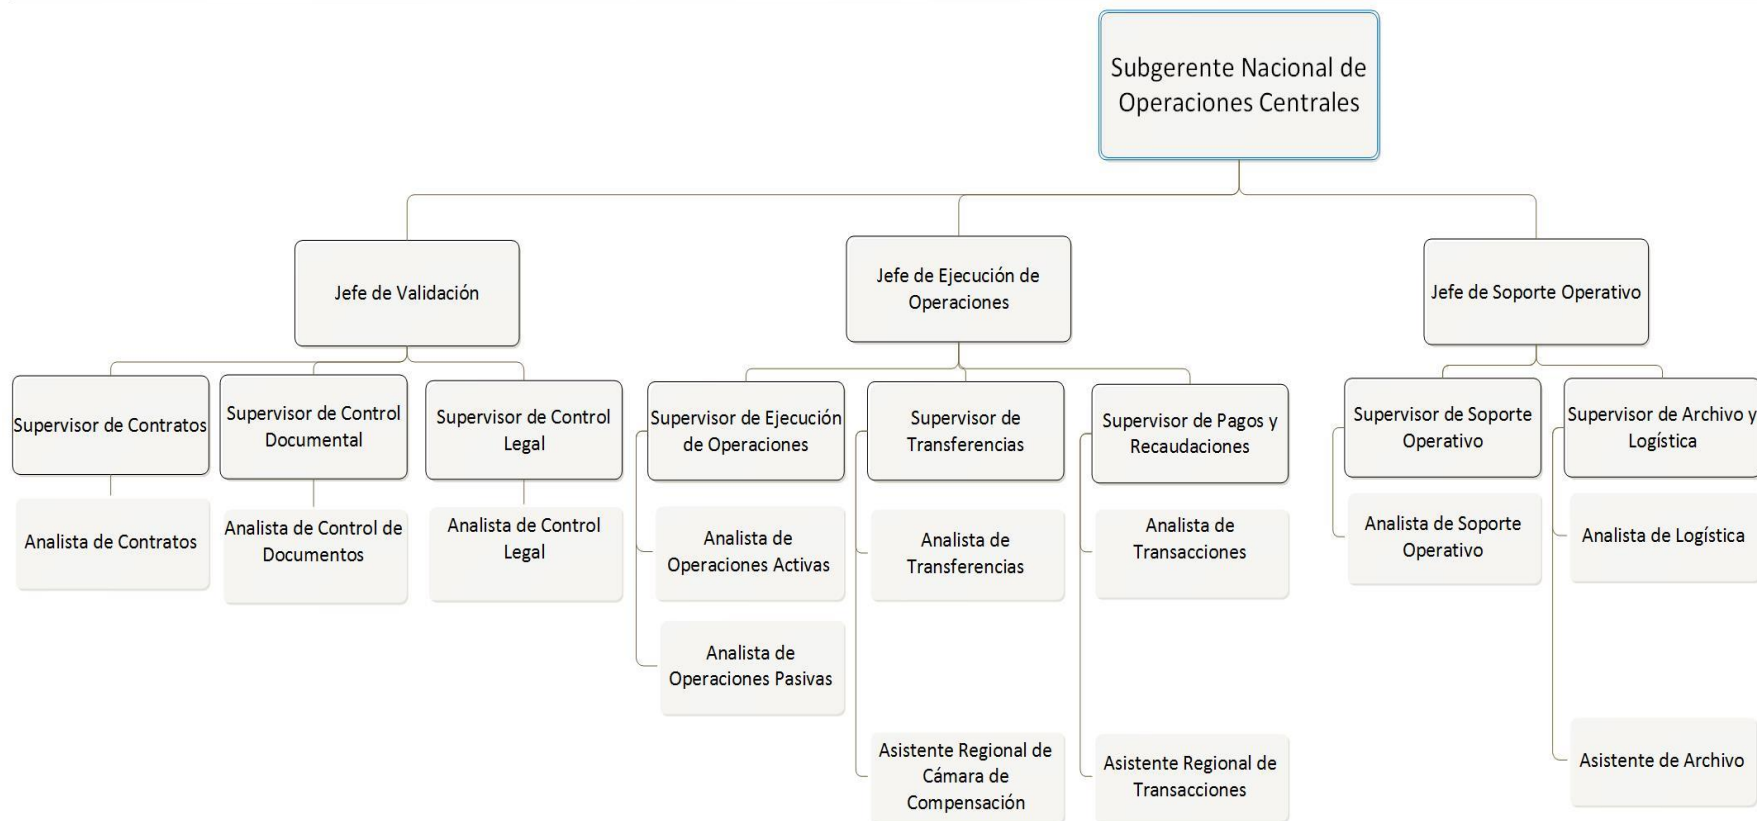 Subgerente Nacional de
Operaciones Centrales
Jefe de Validación
Jefe de Ejecución de
Operaciones
Jefe de Soporte Operativo
Supervisor de Contratos
Supervisor de Control
Documental
Supervisor de Control
Legal
Supervisor de Ejecución
de Operaciones
Supervisor de
Transferencias
Supervisor de Pagos y
Recaudaciones
Supervisor de Soporte
Operativo
Supervisor de Archivo y
Logística
Analista de Contratos
Analista de Control de
Documentos
Analista de Control
Legal
Analista de
Operaciones Activas
Analista de
Transferencias
Analista de
Transacciones
Analista de Soporte
Operativo
Analista de Logística
Analista de
Operaciones Pasivas
Asistente Regional de
Cámara de
Compensación
Asistente Regional de
Transacciones
Asistente de Archivo